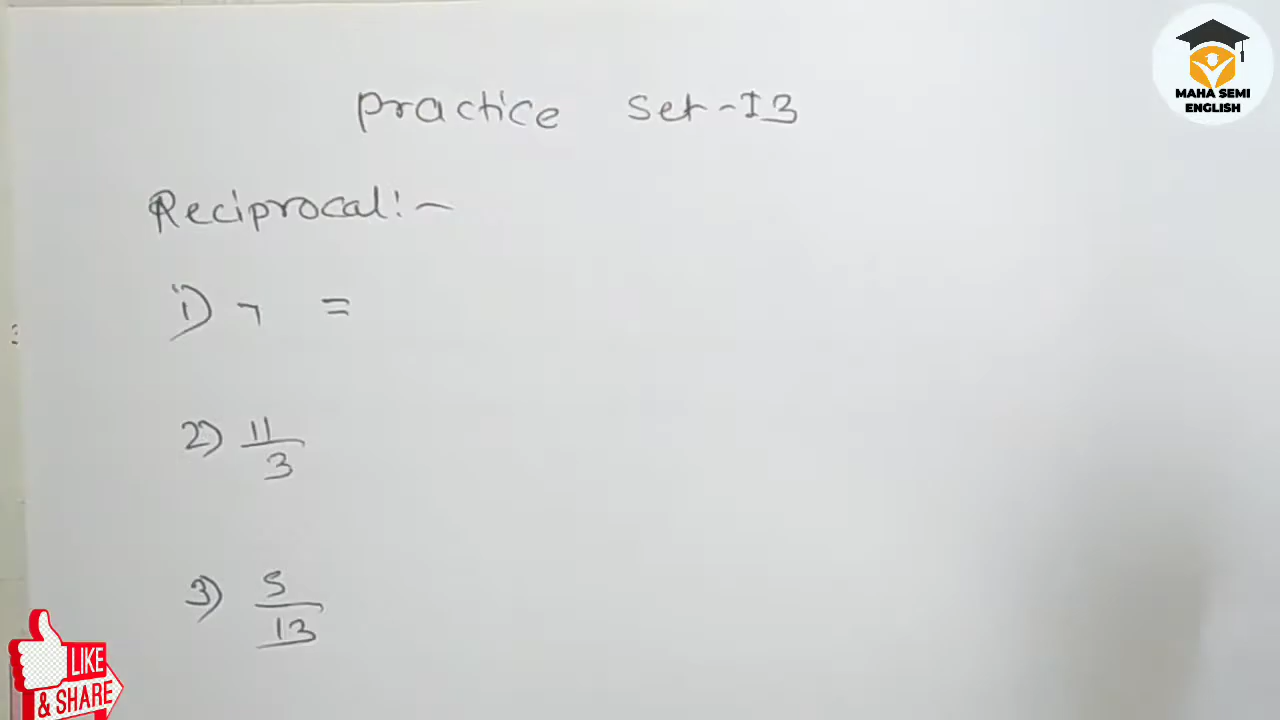 MAHA SEMI
ENGLISH
Practice Set-13
Reciprocal:-
1) 7 =
2) 11/3
3) 5/13
LIKE
& SHARE